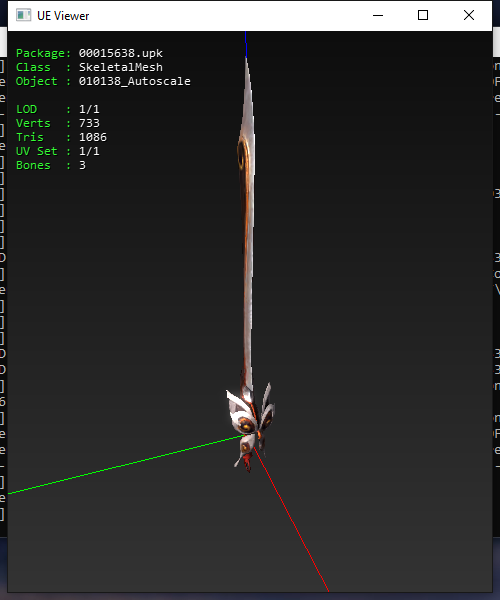 UE Viewer
Package: 00015638.upk
Class : SkeletalMesh
Object : 010138_Autoscale
LOD : 1/1
Verts : 733
Tris : 1086
UV Set : 1/1
Bones : 3